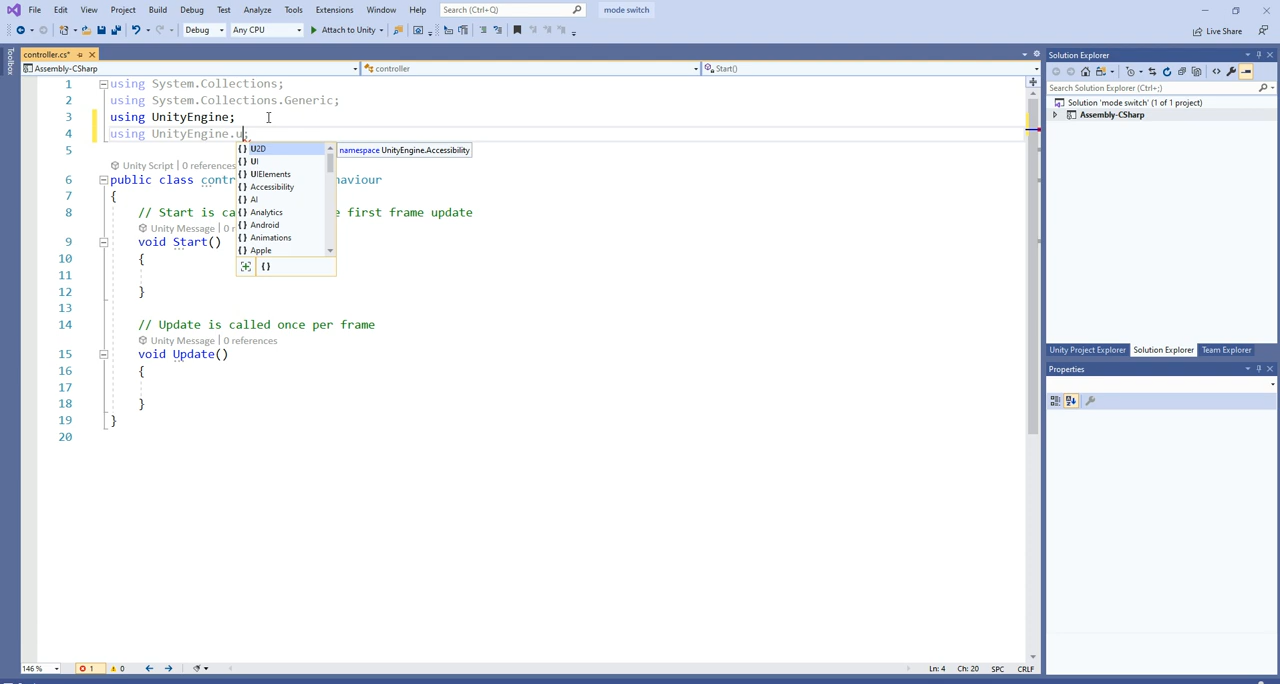 File Edit View Project Build Debug Test Analyze Tools Extensions Window Help Search (Ctrl+Q) mode switch
Debug Any CPU Attach to Unity Live Share
Toolbox
controller.cs*
Assembly-CSharp controller Start()
1 using System.Collections;
2 using System.Collections.Generic;
3 using UnityEngine;
4 using UnityEngine.u;
5
U2D
UI
UIElements
Accessibility
AI
Analytics
Android
Animations
Apple
namespace UnityEngine.Accessibility
Unity Script | 0 references
6 public class contr haviour
7 {
8 // Start is ca e first frame update
Unity Message | 0 r
9 void Start()
10 {
11
12 }
13
14 // Update is called once per frame
Unity Message | 0 references
15 void Update()
16 {
17
18 }
19 }
20
146 % 1 0 Ln: 4 Ch: 20 SPC CRLF
Solution Explorer
Search Solution Explorer (Ctrl+;)
Solution 'mode switch' (1 of 1 project)
Assembly-CSharp
Unity Project Explorer Solution Explorer Team Explorer
Properties